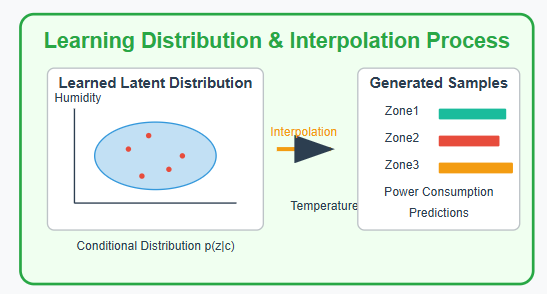 Learning Distribution & Interpolation Process
Learned Latent Distribution
Humidity
Conditional Distribution p(z|c)
Interpolation
Temperature
Generated Samples
Zone1
Zone2
Zone3
Power Consumption
Predictions